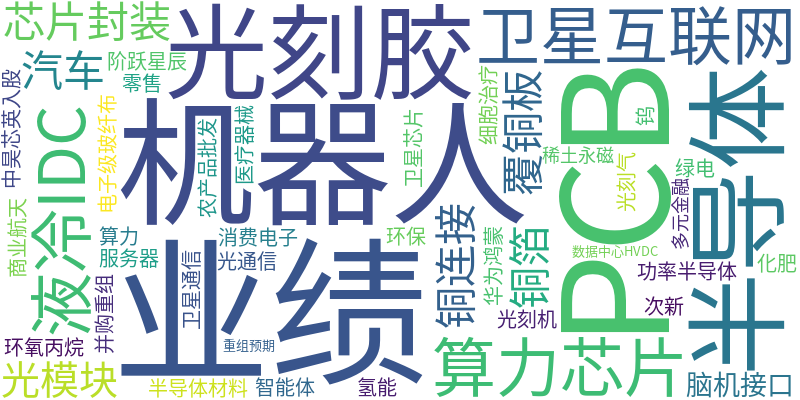 芯片封装
光刻胶
卫星互联网
汽车
阶跃星辰
零售
中昊芯英入股
电子级玻纤布
农产品批发
医疗器械
机器人
卫星芯片
细胞治疗
覆铜板
PCB
钨
半导体
稀土永磁
光刻气
绿电
液冷IDC
商业航天
算力
服务器
消费电子
光通信
环保
铜连接
华为鸿蒙
铜箔
数据中心HVDC
多元金融
功率半导体
化肥
并购重组
卫星通信
业绩
重组预期
光刻机
次新
环氧丙烷
光模块
半导体材料
智能体
氢能
算力芯片
脑机接口